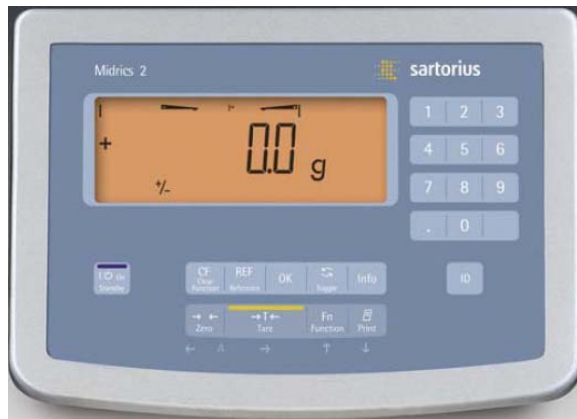 Midrics 2
sartorius
0.0 g
+
+/-
1 2 3
4 5 6
7 8 9
. 0
I On
Standby
CF
Clear
Function
REF
Reference
OK
Toggle
Info
ID
Zero
T
Tare
Fn
Function
Print